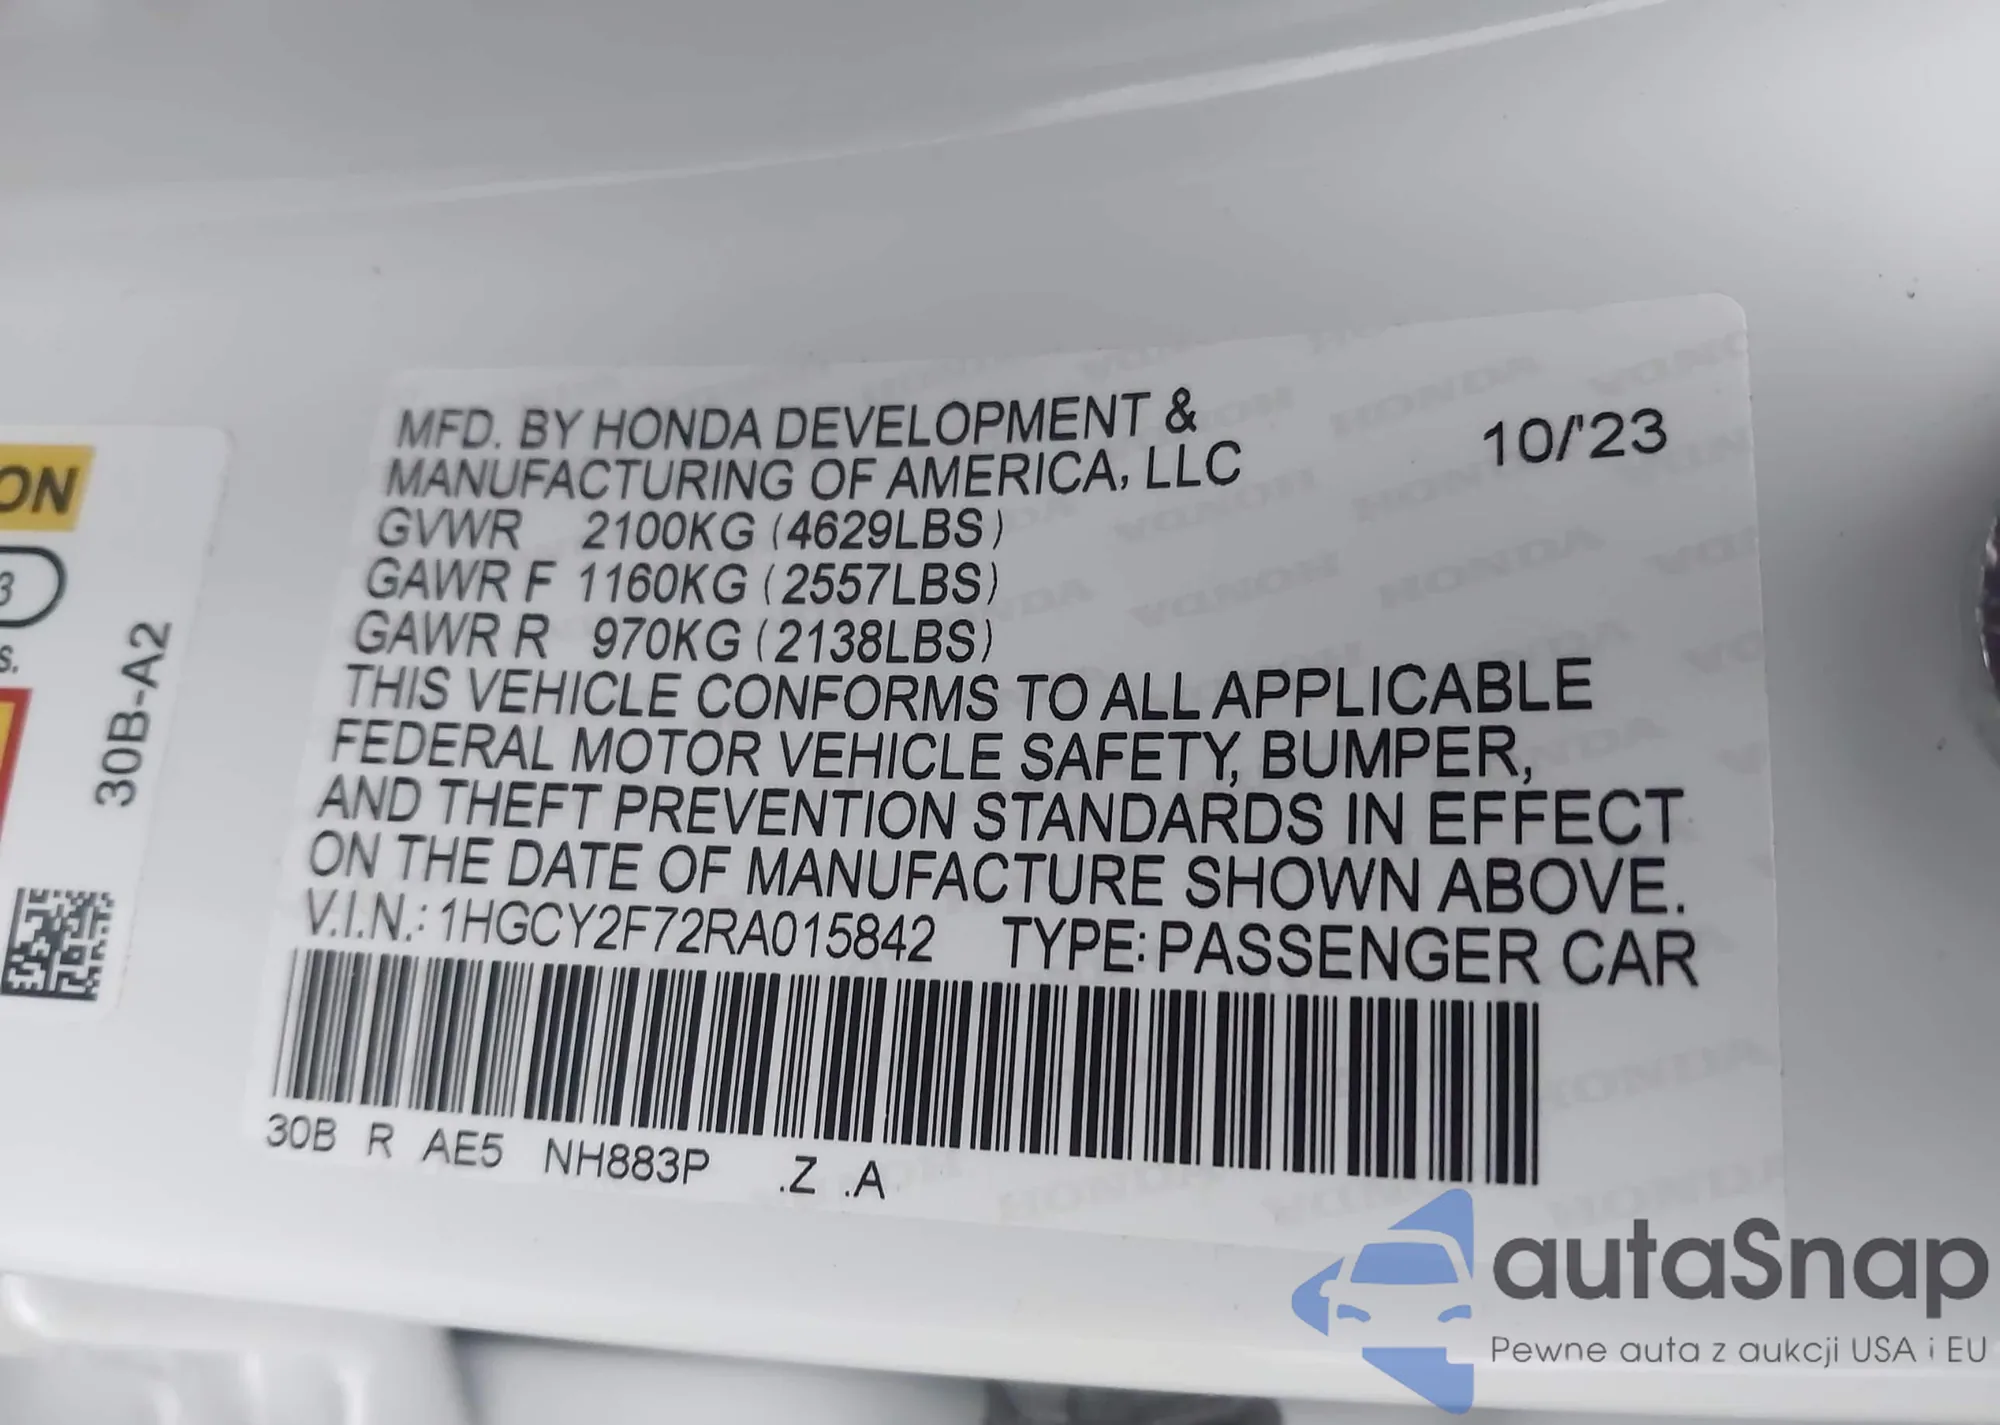 ON
3
S.
30B-A2
MFD. BY HONDA DEVELOPMENT &
MANUFACTURING OF AMERICA, LLC
10/'23
GVWR 2100KG (4629LBS)
GAWR F 1160KG (2557LBS)
GAWR R 970KG (2138LBS)
THIS VEHICLE CONFORMS TO ALL APPLICABLE
FEDERAL MOTOR VEHICLE SAFETY, BUMPER,
AND THEFT PREVENTION STANDARDS IN EFFECT
ON THE DATE OF MANUFACTURE SHOWN ABOVE.
V.I.N.: 1HGCY2F72RA015842 TYPE: PASSENGER CAR
30B R AE5 NH883P .Z .A
autaSnap
Pewne auta z aukcji USA i EU